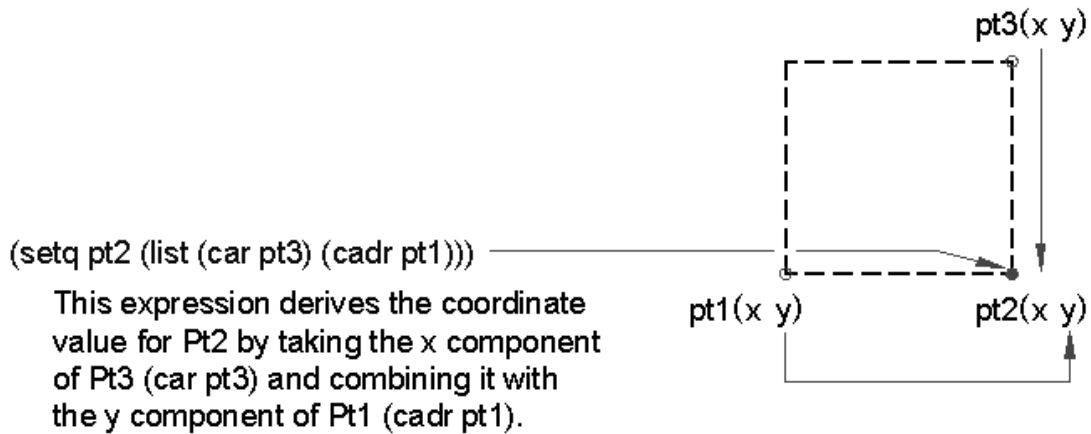 pt3(x y)
(setq pt2 (list (car pt3) (cadr pt1)))
This expression derives the coordinate
value for Pt2 by taking the x component
of Pt3 (car pt3) and combining it with
the y component of Pt1 (cadr pt1).
pt1(x y)
pt2(x y)